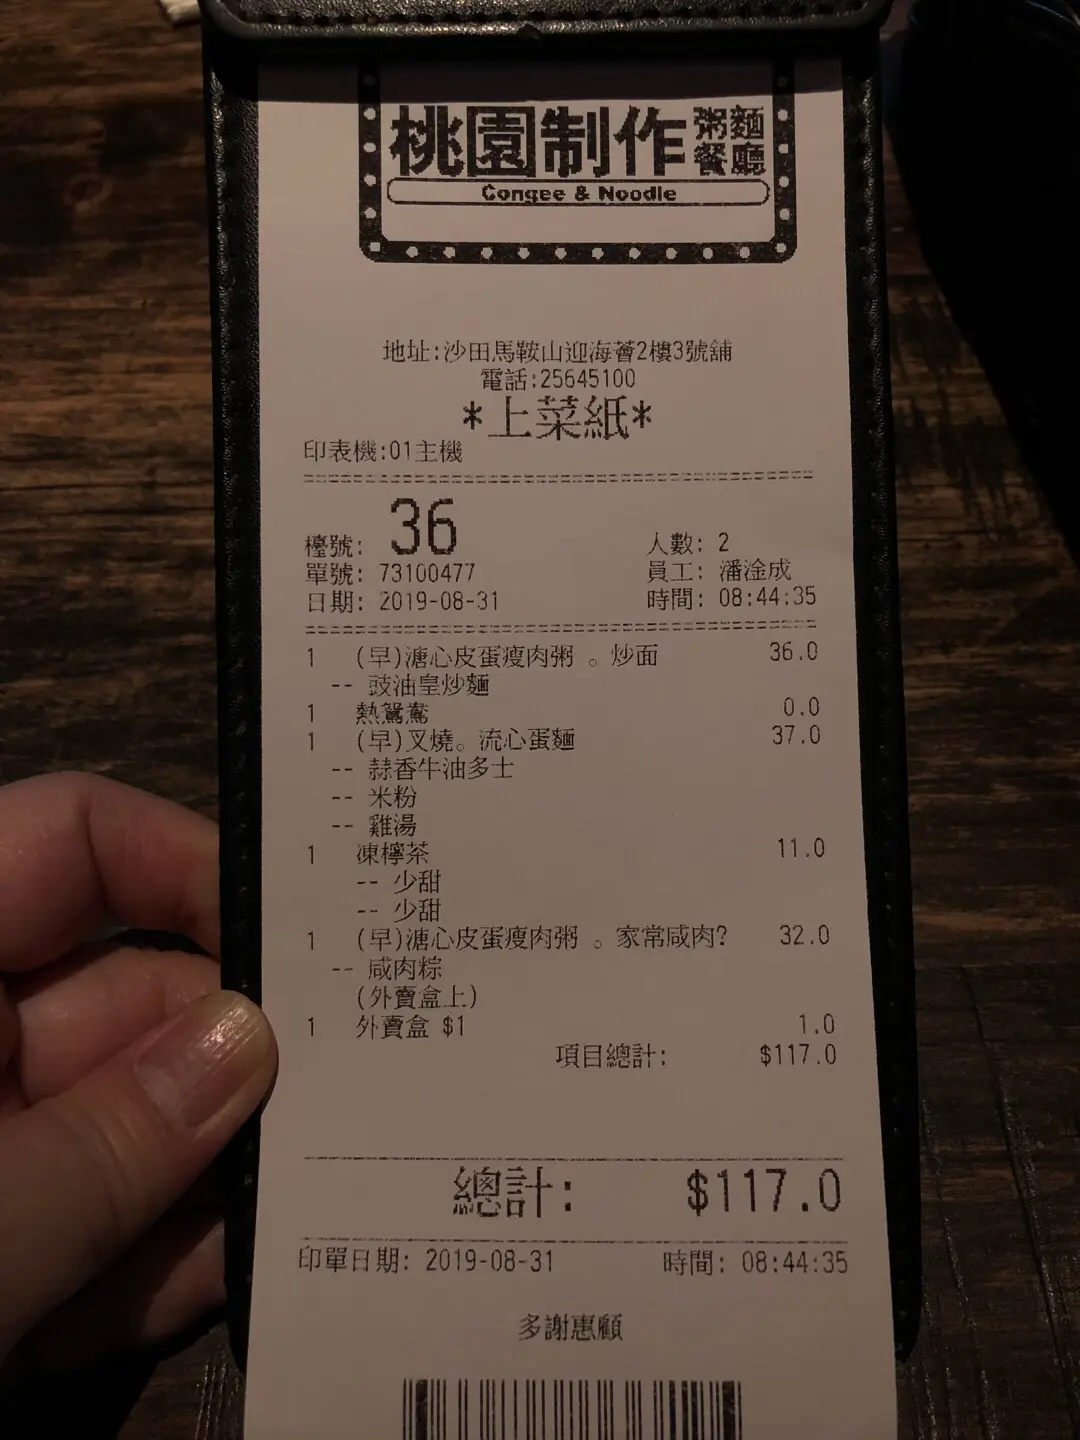 桃園制作 粥麵餐廳
Congee & Noodle
地址:沙田馬鞍山迎海薈2樓3號舖
電話:25645100
*上菜紙*
印表機:01主機
檯號: 36 人數: 2
單號: 73100477 員工: 潘淦成
日期: 2019-08-31 時間: 08:44:35
1 (早)溏心皮蛋瘦肉粥 。炒面 36.0
-- 豉油皇炒麵
1 熱鴛鴦 0.0
1 (早)叉燒。流心蛋麵 37.0
-- 蒜香牛油多士
-- 米粉
-- 雞湯
1 凍檸茶 11.0
-- 少甜
-- 少甜
1 (早)溏心皮蛋瘦肉粥 。家常咸肉? 32.0
-- 咸肉粽
(外賣盒上)
1 外賣盒 $1 1.0
項目總計: $117.0
總計: $117.0
印單日期: 2019-08-31 時間: 08:44:35
多謝惠顧